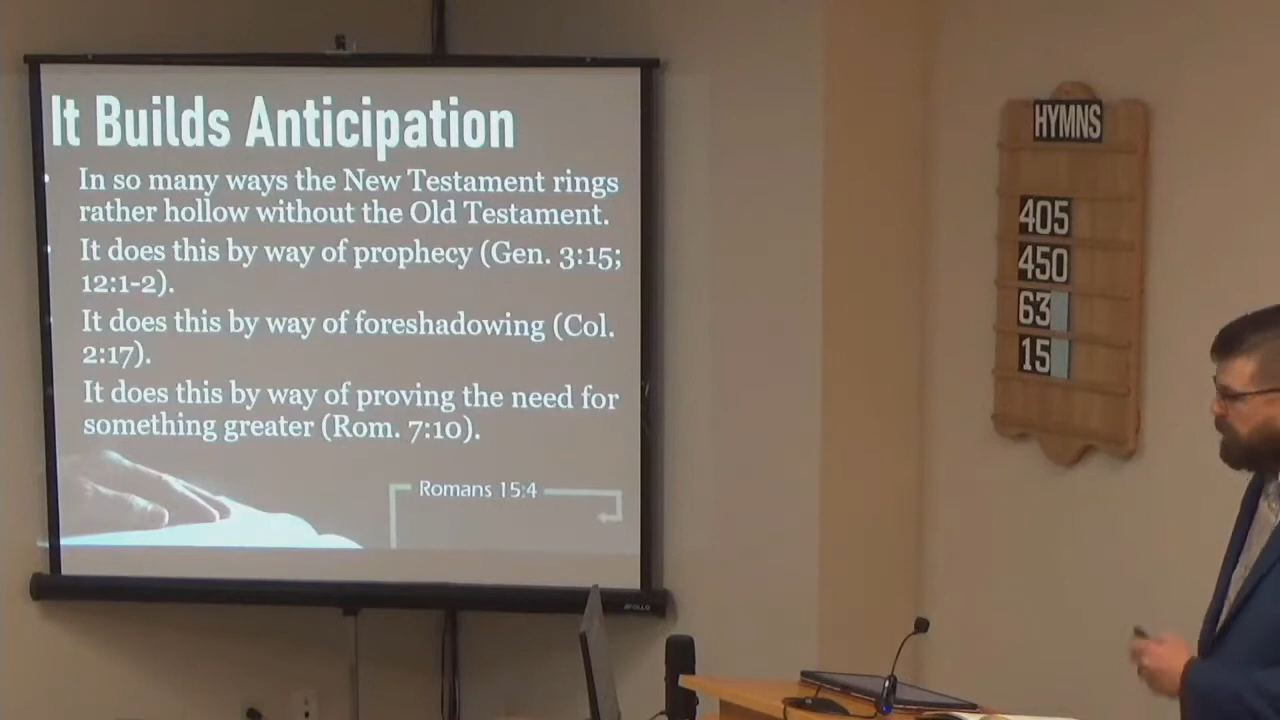 It Builds Anticipation
In so many ways the New Testament rings
rather hollow without the Old Testament.
It does this by way of prophecy (Gen. 3:15;
12:1-2).
It does this by way of foreshadowing (Col.
2:17).
It does this by way of proving the need for
something greater (Rom. 7:10).
Romans 15:4
APOLLO
HYMNS
405
450
63
15